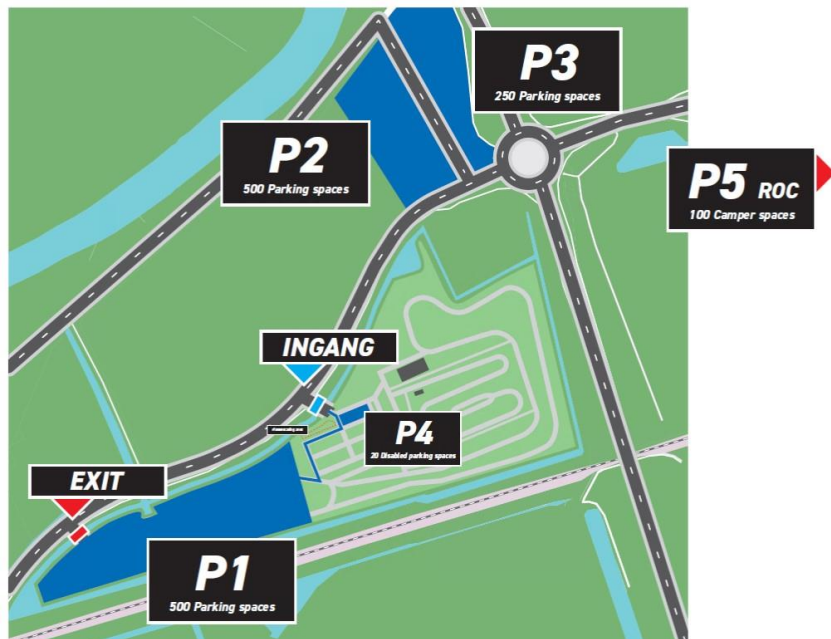 P3
250 Parking spaces
P2
500 Parking spaces
P5 ROC
100 Camper spaces
INGANG
P4
20 Disabled parking spaces
EXIT
P1
500 Parking spaces